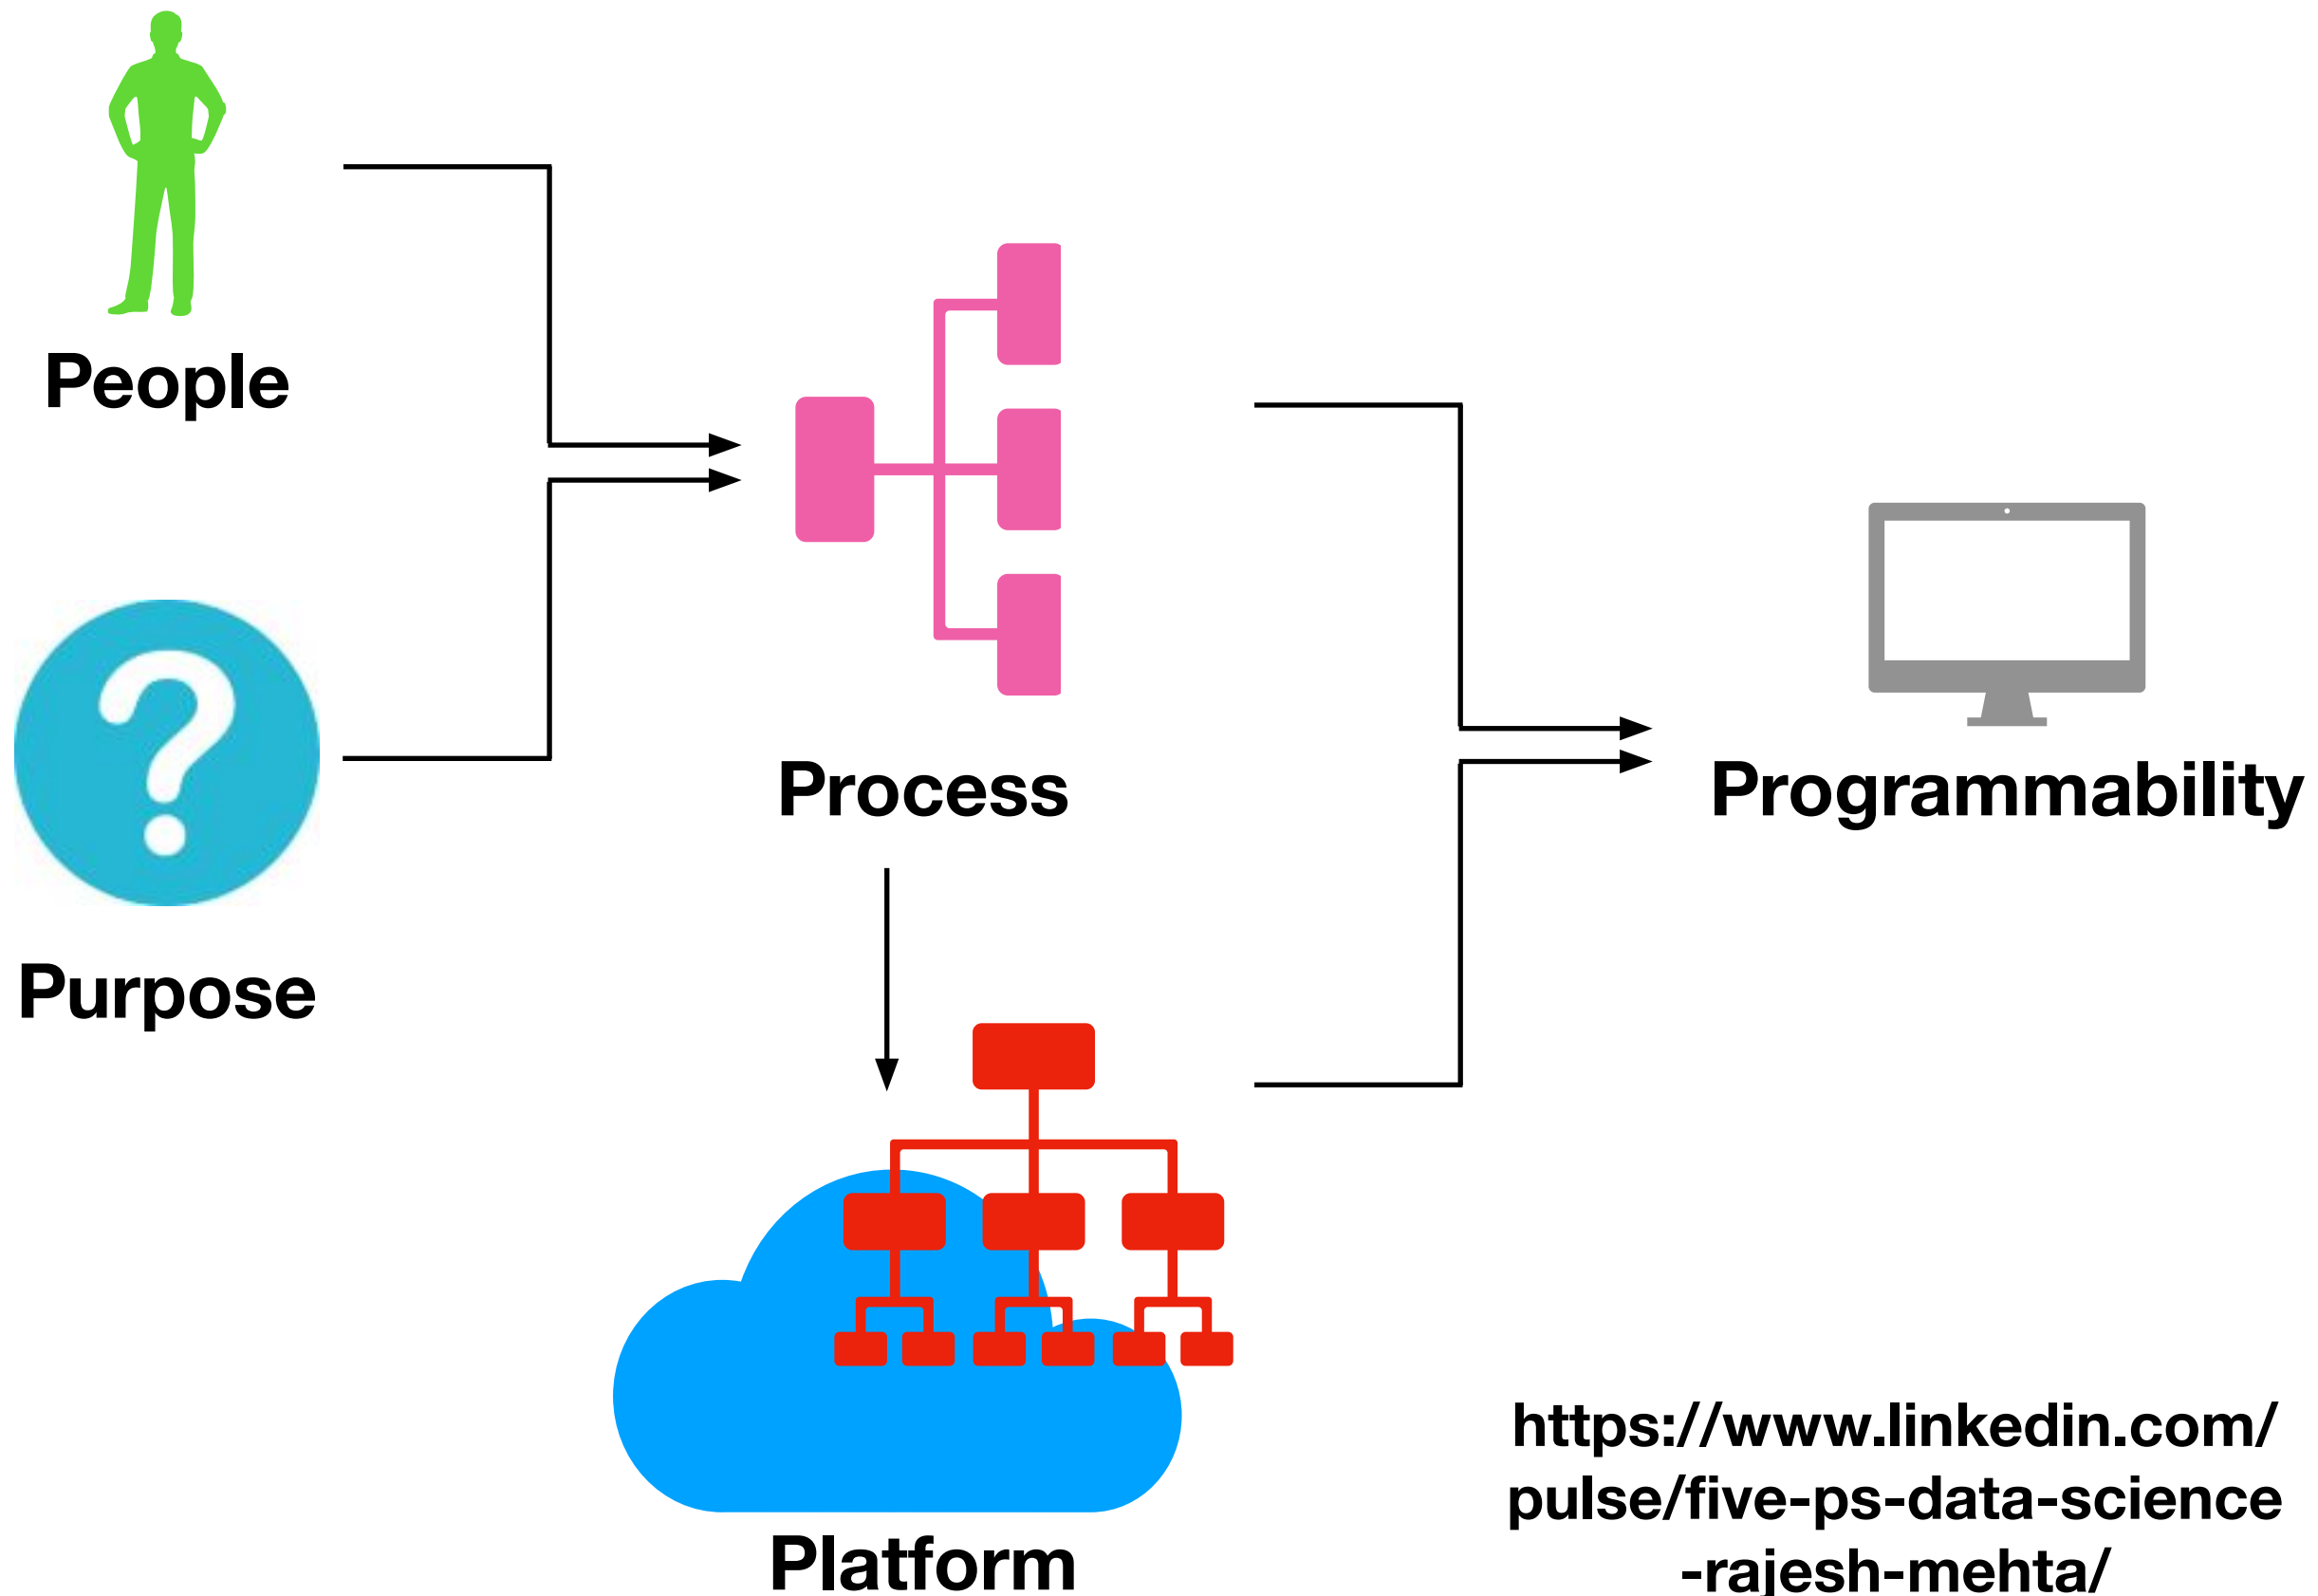 People
Process
Programmability
Purpose
Platform
https://www.linkedin.com/
pulse/five-ps-data-science
-rajesh-mehta/